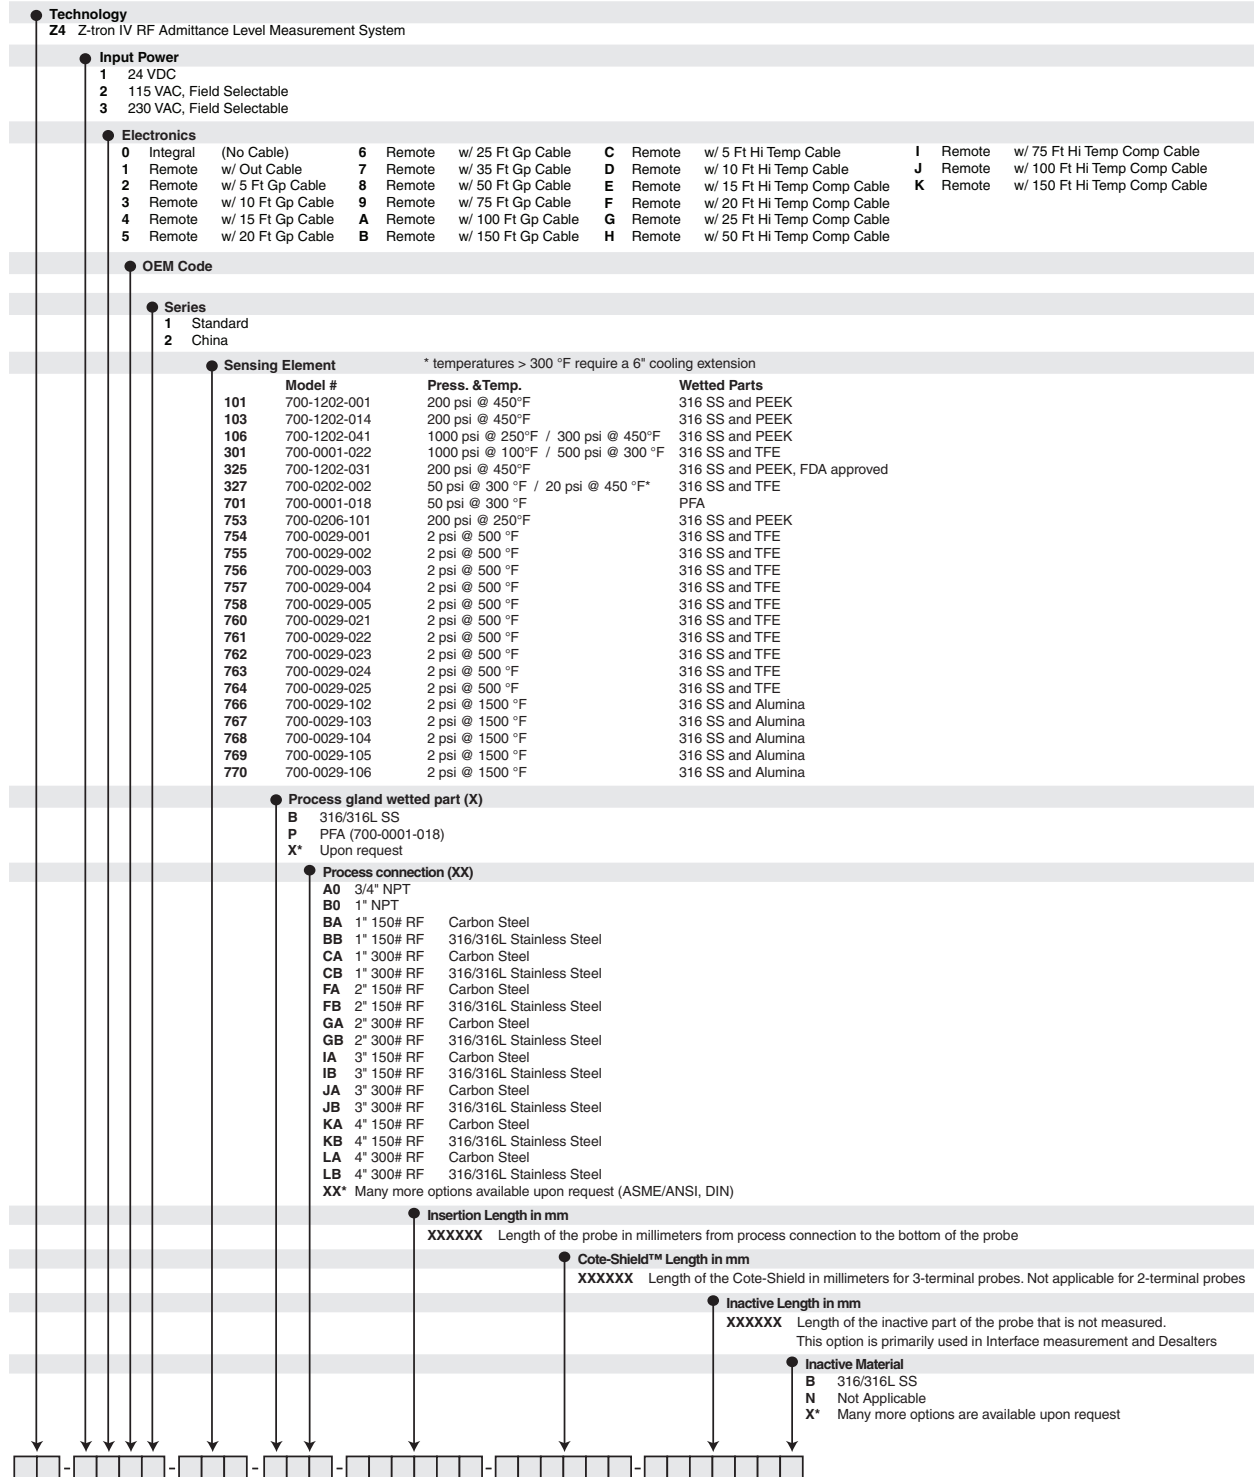 Technology
Z4 Z-tron IV RF Admittance Level Measurement System
Input Power
1 24 VDC
2 115 VAC, Field Selectable
3 230 VAC, Field Selectable
Electronics
0 Integral (No Cable) 6 Remote w/ 25 Ft Gp Cable C Remote w/ 5 Ft Hi Temp Cable I Remote w/ 75 Ft Hi Temp Comp Cable
1 Remote w/ Out Cable 7 Remote w/ 35 Ft Gp Cable D Remote w/ 10 Ft Hi Temp Cable J Remote w/ 100 Ft Hi Temp Comp Cable
2 Remote w/ 5 Ft Gp Cable 8 Remote w/ 50 Ft Gp Cable E Remote w/ 15 Ft Hi Temp Comp Cable K Remote w/ 150 Ft Hi Temp Comp Cable
3 Remote w/ 10 Ft Gp Cable 9 Remote w/ 75 Ft Gp Cable F Remote w/ 20 Ft Hi Temp Comp Cable
4 Remote w/ 15 Ft Gp Cable A Remote w/ 100 Ft Gp Cable G Remote w/ 25 Ft Hi Temp Comp Cable
5 Remote w/ 20 Ft Gp Cable B Remote w/ 150 Ft Gp Cable H Remote w/ 50 Ft Hi Temp Comp Cable
OEM Code
Series
1 Standard
2 China
Sensing Element * temperatures > 300 °F require a 6" cooling extension
Model # Press. &Temp. Wetted Parts
101 700-1202-001 200 psi @ 450°F 316 SS and PEEK
103 700-1202-014 200 psi @ 450°F 316 SS and PEEK
106 700-1202-041 1000 psi @ 250°F / 300 psi @ 450°F 316 SS and PEEK
301 700-0001-022 1000 psi @ 100°F / 500 psi @ 300 °F 316 SS and TFE
325 700-1202-031 200 psi @ 450°F 316 SS and PEEK, FDA approved
327 700-0202-002 50 psi @ 300 °F / 20 psi @ 450 °F* 316 SS and TFE
701 700-0001-018 50 psi @ 300 °F PFA
753 700-0206-101 200 psi @ 250°F 316 SS and PEEK
754 700-0029-001 2 psi @ 500 °F 316 SS and TFE
755 700-0029-002 2 psi @ 500 °F 316 SS and TFE
756 700-0029-003 2 psi @ 500 °F 316 SS and TFE
757 700-0029-004 2 psi @ 500 °F 316 SS and TFE
758 700-0029-005 2 psi @ 500 °F 316 SS and TFE
760 700-0029-021 2 psi @ 500 °F 316 SS and TFE
761 700-0029-022 2 psi @ 500 °F 316 SS and TFE
762 700-0029-023 2 psi @ 500 °F 316 SS and TFE
763 700-0029-024 2 psi @ 500 °F 316 SS and TFE
764 700-0029-025 2 psi @ 500 °F 316 SS and TFE
766 700-0029-102 2 psi @ 1500 °F 316 SS and Alumina
767 700-0029-103 2 psi @ 1500 °F 316 SS and Alumina
768 700-0029-104 2 psi @ 1500 °F 316 SS and Alumina
769 700-0029-105 2 psi @ 1500 °F 316 SS and Alumina
770 700-0029-106 2 psi @ 1500 °F 316 SS and Alumina
Process gland wetted part (X)
B 316/316L SS
P PFA (700-0001-018)
X* Upon request
Process connection (XX)
A0 3/4" NPT
B0 1" NPT
BA 1" 150# RF Carbon Steel
BB 1" 150# RF 316/316L Stainless Steel
CA 1" 300# RF Carbon Steel
CB 1" 300# RF 316/316L Stainless Steel
FA 2" 150# RF Carbon Steel
FB 2" 150# RF 316/316L Stainless Steel
GA 2" 300# RF Carbon Steel
GB 2" 300# RF 316/316L Stainless Steel
IA 3" 150# RF Carbon Steel
IB 3" 150# RF 316/316L Stainless Steel
JA 3" 300# RF Carbon Steel
JB 3" 300# RF 316/316L Stainless Steel
KA 4" 150# RF Carbon Steel
KB 4" 150# RF 316/316L Stainless Steel
LA 4" 300# RF Carbon Steel
LB 4" 300# RF 316/316L Stainless Steel
XX* Many more options available upon request (ASME/ANSI, DIN)
Insertion Length in mm
XXXXXX Length of the probe in millimeters from process connection to the bottom of the probe
Cote-Shield™ Length in mm
XXXXXX Length of the Cote-Shield in millimeters for 3-terminal probes. Not applicable for 2-terminal probes
Inactive Length in mm
XXXXXX Length of the inactive part of the probe that is not measured.
This option is primarily used in Interface measurement and Desalters
Inactive Material
B 316/316L SS
N Not Applicable
X* Many more options are available upon request
- - - - - -